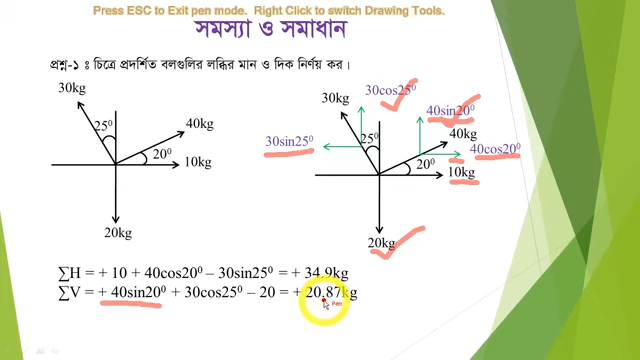 Press ESC to Exit pen mode. Right Click to switch Drawing Tools.
সমস্যা ও সমাধান
প্রশ্ন-১ : চিত্রে প্রদর্শিত বলগুলির লব্ধির মান ও দিক নির্ণয় কর।
30kg
25⁰
40kg
20⁰
10kg
20kg
30cos25⁰
30kg
40sin20⁰
30sin25⁰
25⁰
40kg
20⁰
40cos20⁰
10kg
20kg
∑H = + 10 + 40cos20⁰ – 30sin25⁰ = + 34.9kg
∑V = + 40sin20⁰ + 30cos25⁰ – 20 = + 20.87kg
Pen